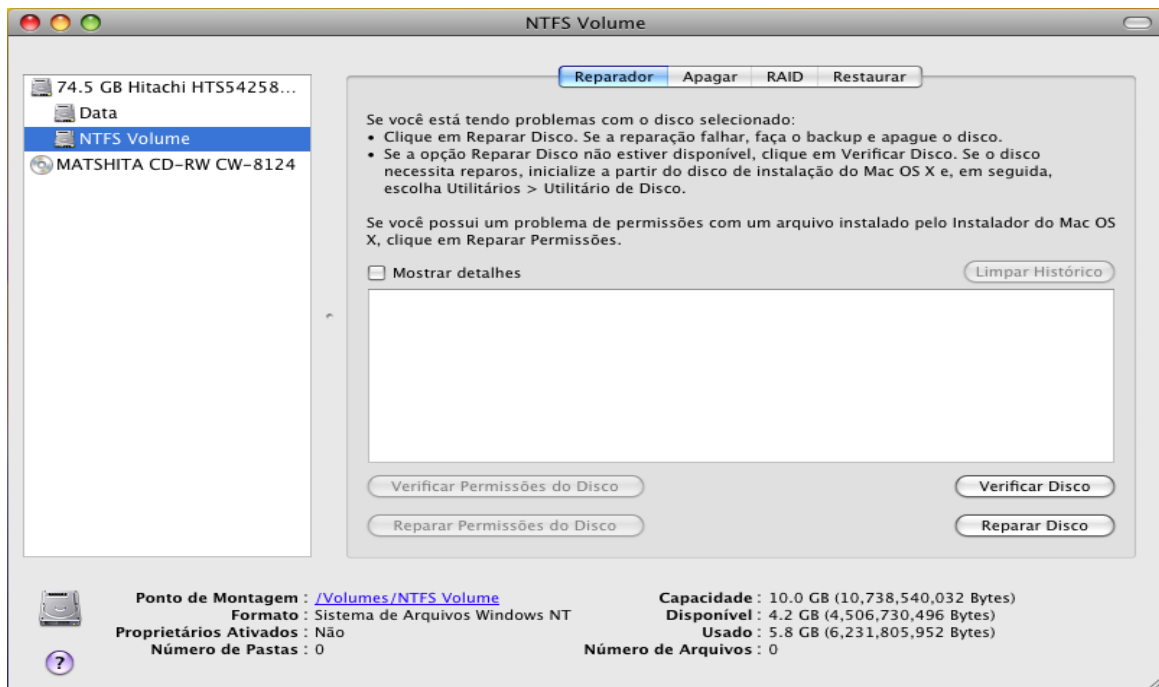 NTFS Volume
74.5 GB Hitachi HTS54258...
Data
NTFS Volume
MATSHITA CD-RW CW-8124
Reparador Apagar RAID Restaurar
Se você está tendo problemas com o disco selecionado:
• Clique em Reparar Disco. Se a reparação falhar, faça o backup e apague o disco.
• Se a opção Reparar Disco não estiver disponível, clique em Verificar Disco. Se o disco
necessita reparos, inicialize a partir do disco de instalação do Mac OS X e, em seguida,
escolha Utilitários > Utilitário de Disco.
Se você possui um problema de permissões com um arquivo instalado pelo Instalador do Mac OS
X, clique em Reparar Permissões.
Mostrar detalhes
Limpar Histórico
Verificar Permissões do Disco
Verificar Disco
Reparar Permissões do Disco
Reparar Disco
Ponto de Montagem : /Volumes/NTFS Volume
Formato : Sistema de Arquivos Windows NT
Proprietários Ativados : Não
Número de Pastas : 0
Capacidade : 10.0 GB (10,738,540,032 Bytes)
Disponível : 4.2 GB (4,506,730,496 Bytes)
Usado : 5.8 GB (6,231,805,952 Bytes)
Número de Arquivos : 0
?